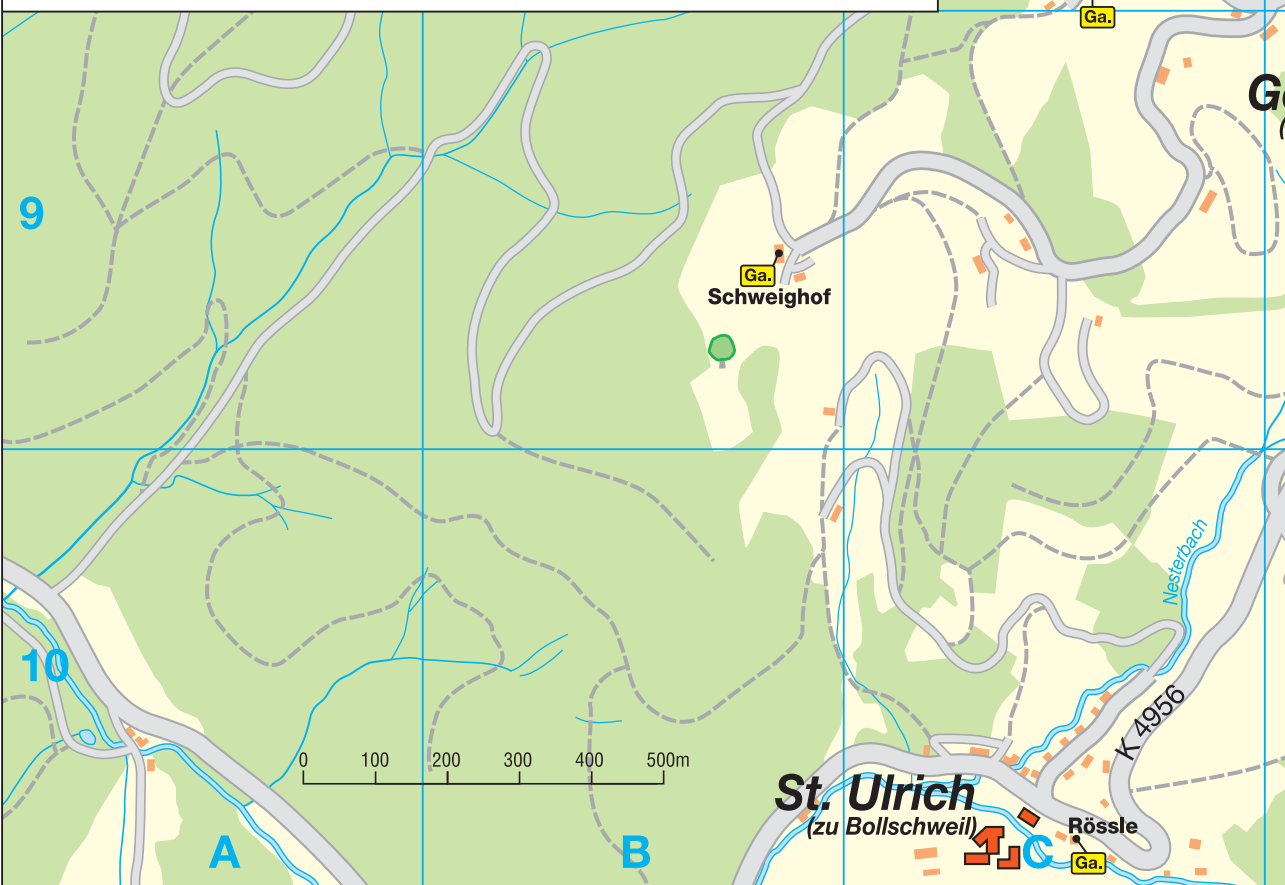 Ga.
G
(
9
Ga.
Schweighof
Nesterbach
10
K 4956
0 100 200 300 400 500m
St. Ulrich
(zu Bollschweil)
Rössle
Ga.
A B C